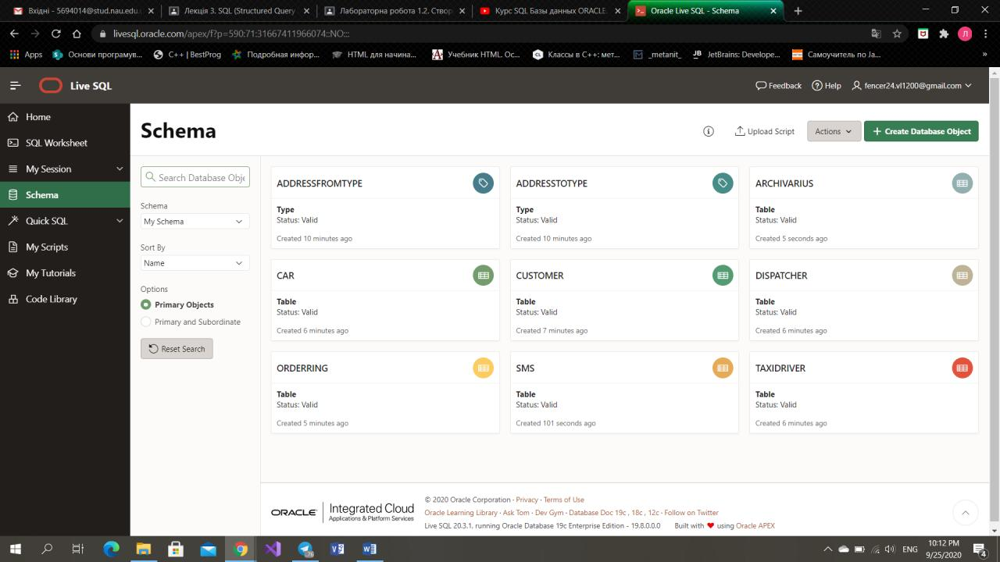 Вхідні - 5694014@stud.nau.edu.
Лекція 3. SQL (Structured Query
Лабораторна робота 1.2. Створ
Курс SQL Базы данных ORACLE.
Oracle Live SQL - Schema
livesql.oracle.com/apex/f?p=590:71:31667411966074::NO:::
Л
Apps
Основи програмув...
C++ | BestProg
Подробная инфор...
HTML для начина...
Учебник HTML. Ос...
Классы в C++: мет...
_metanit_
JetBrains: Develope...
Самоучитель по Ja...
»
Live SQL
Feedback
Help
fencer24.vl1200@gmail.com
Home
SQL Worksheet
My Session
Schema
Quick SQL
My Scripts
My Tutorials
Code Library
Schema
Upload Script
Actions
Create Database Object
Search Database Obje
Schema
My Schema
Sort By
Name
Options
Primary Objects
Primary and Subordinate
Reset Search
ADDRESSFROMTYPE
Type
Status: Valid
Created 10 minutes ago
ADDRESSTOTYPE
Type
Status: Valid
Created 10 minutes ago
ARCHIVARIUS
Table
Status: Valid
Created 5 seconds ago
CAR
Table
Status: Valid
Created 6 minutes ago
CUSTOMER
Table
Status: Valid
Created 7 minutes ago
DISPATCHER
Table
Status: Valid
Created 6 minutes ago
ORDERRING
Table
Status: Valid
Created 5 minutes ago
SMS
Table
Status: Valid
Created 101 seconds ago
TAXIDRIVER
Table
Status: Valid
Created 6 minutes ago
ORACLE
Integrated Cloud
Applications & Platform Services
© 2020 Oracle Corporation · Privacy · Terms of Use
Oracle Learning Library · Ask Tom · Dev Gym · Database Doc 19c , 18c , 12c · Follow on Twitter
Live SQL 20.3.1, running Oracle Database 19c Enterprise Edition - 19.8.0.0.0 Built with ❤ using Oracle APEX
76
ENG
10:12 PM
9/25/2020
4